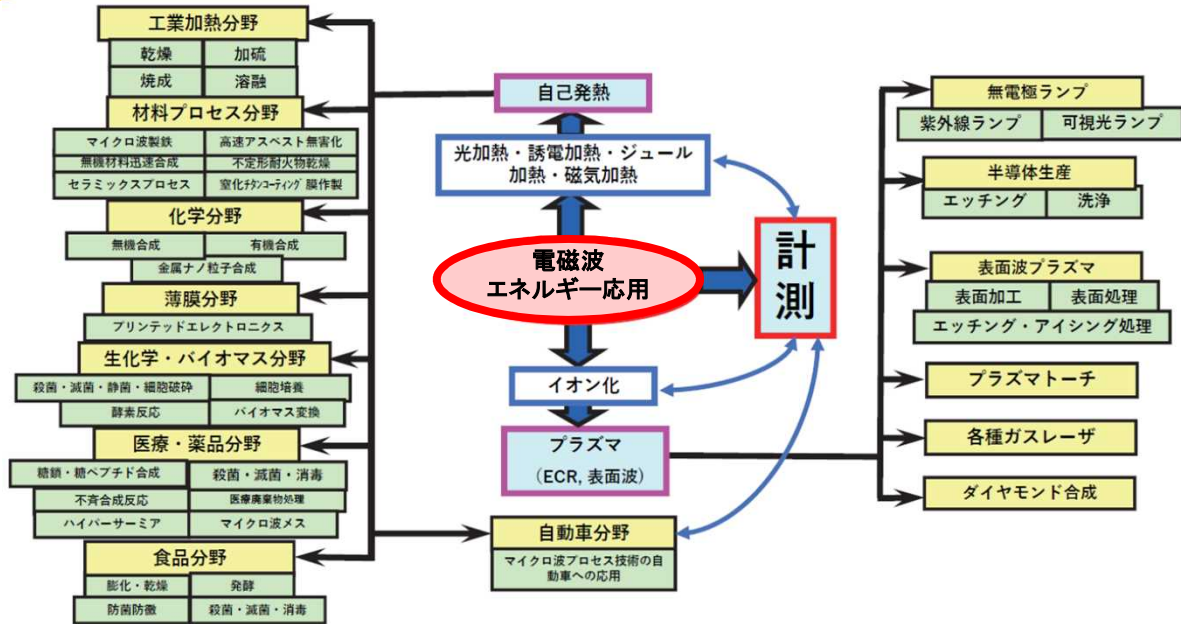 工業加熱分野
乾燥
加硫
焼成
溶融
材料プロセス分野
マイクロ波製鉄
高速アスベスト無害化
無機材料迅速合成
不定形耐火物乾燥
セラミックスプロセス
窒化チタンコーティング膜作製
化学分野
無機合成
有機合成
金属ナノ粒子合成
薄膜分野
プリンテッドエレクトロニクス
生化学・バイオマス分野
殺菌・滅菌・静菌・細胞破砕
細胞培養
酵素反応
バイオマス変換
医療・薬品分野
糖鎖・糖ペプチド合成
殺菌・滅菌・消毒
不斉合成反応
医療廃棄物処理
ハイパーサーミア
マイクロ波メス
食品分野
膨化・乾燥
発酵
防菌防黴
殺菌・滅菌・消毒
自己発熱
光加熱・誘電加熱・ジュール
加熱・磁気加熱
電磁波
エネルギー応用
計
測
イオン化
プラズマ
(ECR, 表面波)
自動車分野
マイクロ波プロセス技術の自
動車への応用
無電極ランプ
紫外線ランプ
可視光ランプ
半導体生産
エッチング
洗浄
表面波プラズマ
表面加工
表面処理
エッチング・アイシング処理
プラズマトーチ
各種ガスレーザ
ダイヤモンド合成